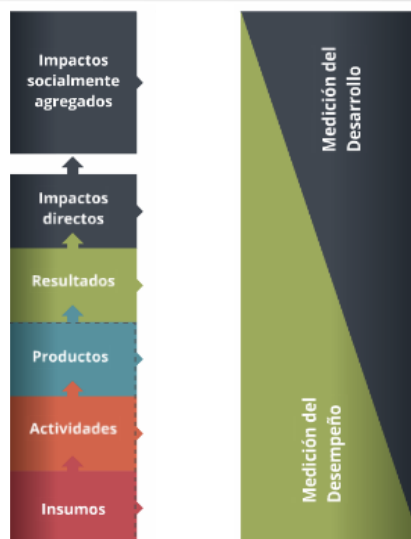 Impactos
socialmente
agregados
Impactos
directos
Resultados
Productos
Actividades
Insumos
Medición del
Desarrollo
Medición del
Desempeño